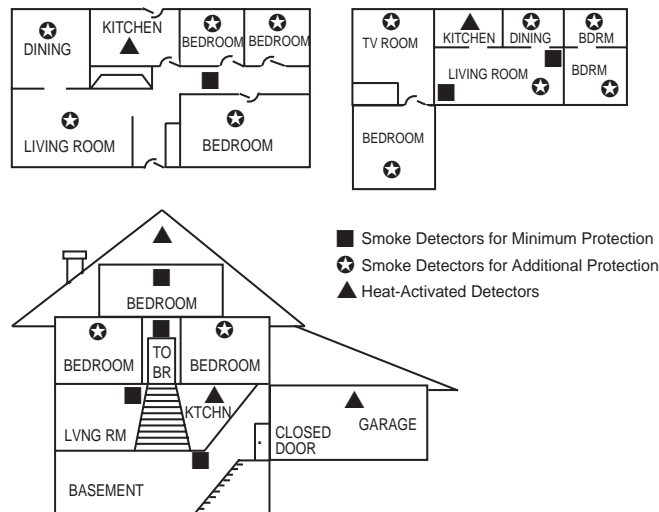 DINING
KITCHEN
BEDROOM
BEDROOM
LIVING ROOM
BEDROOM
TV ROOM
KITCHEN
DINING
BDRM
LIVING ROOM
BDRM
BEDROOM
Smoke Detectors for Minimum Protection
Smoke Detectors for Additional Protection
Heat-Activated Detectors
BEDROOM
BEDROOM
TO
BR
BEDROOM
LVNG RM
KTCHN
CLOSED
DOOR
GARAGE
BASEMENT